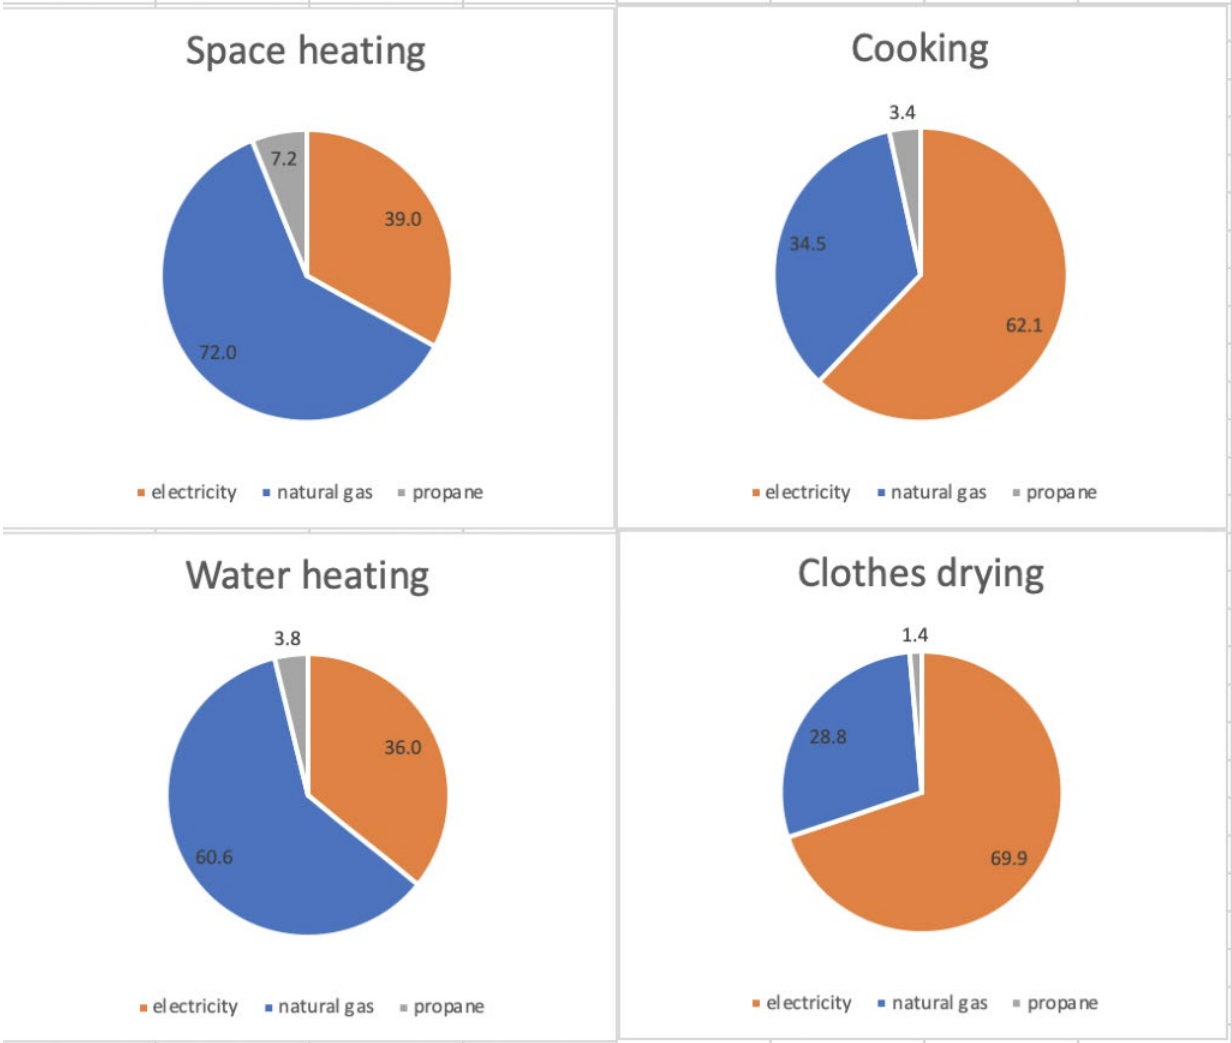 Space heating
7.2
39.0
72.0
electricity natural gas propane
Cooking
3.4
34.5
62.1
electricity natural gas propane
Water heating
3.8
36.0
60.6
electricity natural gas propane
Clothes drying
1.4
28.8
69.9
electricity natural gas propane